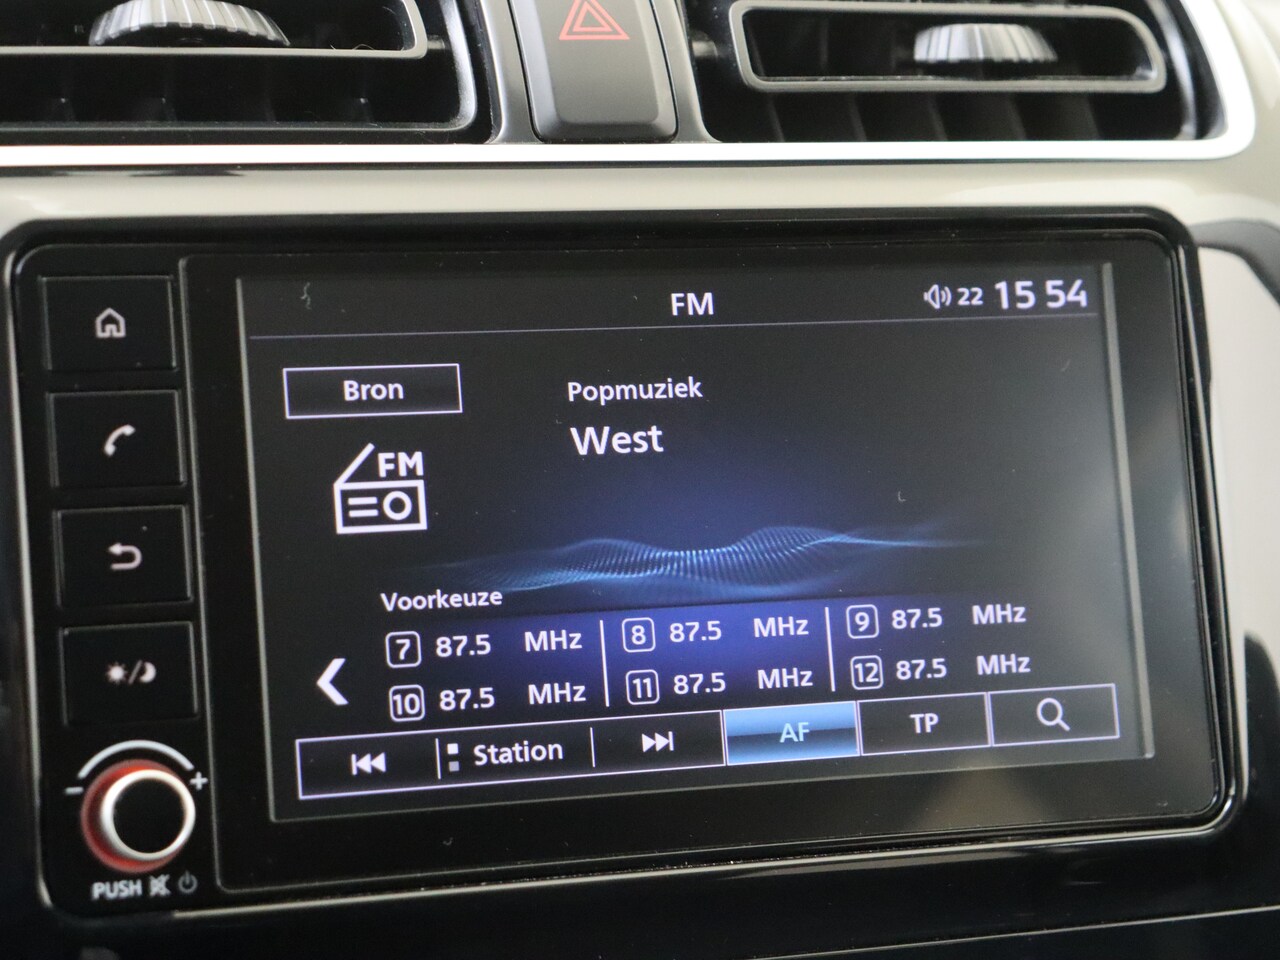 FM 22 15 54
Bron Popmuziek
West
FM
Voorkeuze
7 87.5 MHz 8 87.5 MHz 9 87.5 MHz
10 87.5 MHz 11 87.5 MHz 12 87.5 MHz
Station AF TP
- +
PUSH